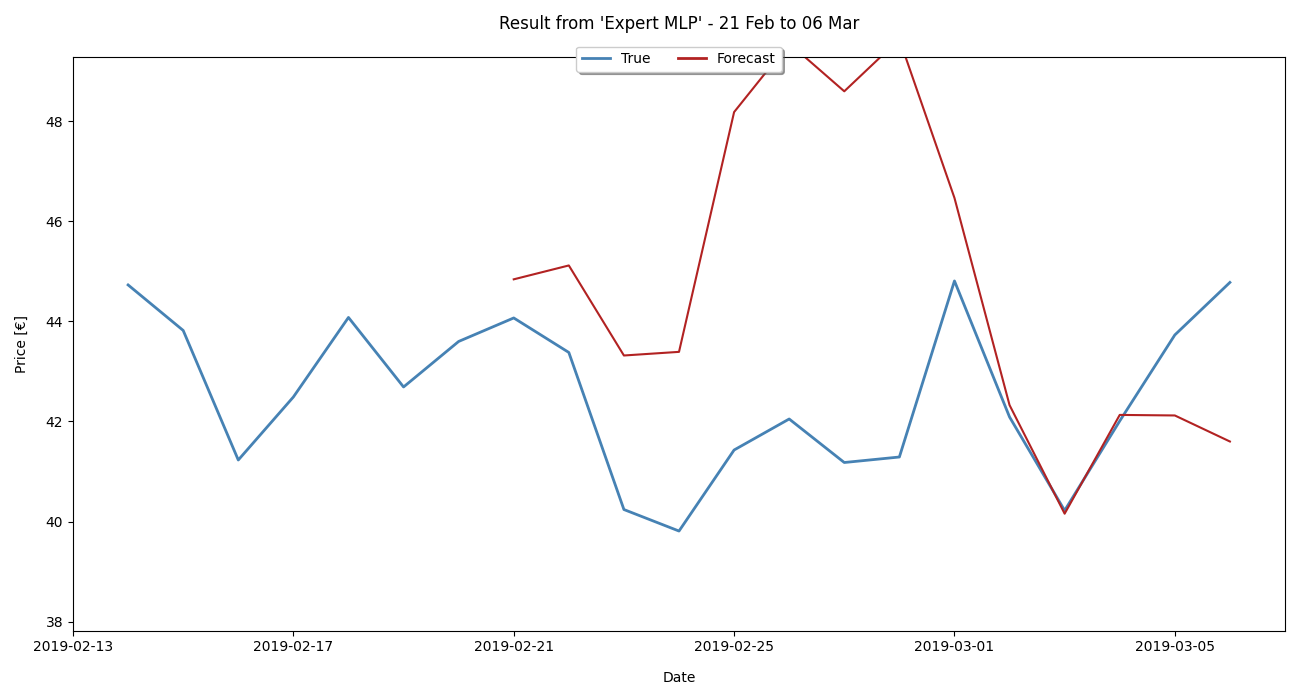 Result from 'Expert MLP' - 21 Feb to 06 Mar
True Forecast
Price [€]
48
46
44
42
40
38
2019-02-13 2019-02-17 2019-02-21 2019-02-25 2019-03-01 2019-03-05
Date